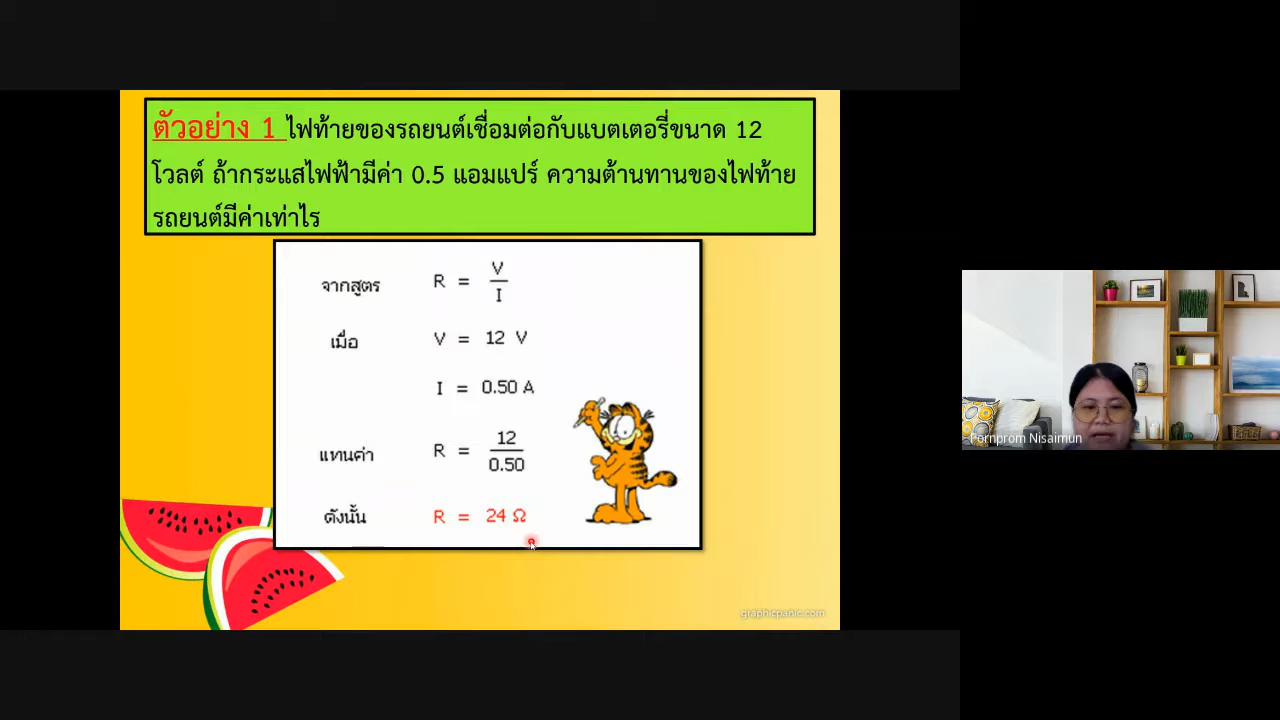 ตัวอย่าง 1 ไฟท้ายของรถยนต์เชื่อมต่อกับแบตเตอรี่ขนาด 12
โวลต์ ถ้ากระแสไฟฟ้ามีค่า 0.5 แอมแปร์ ความต้านทานของไฟท้าย
รถยนต์มีค่าเท่าไร
จากสูตร R = V/I
เมื่อ V = 12 V
I = 0.50 A
แทนค่า R = 12/0.50
ดังนั้น R = 24 Ω
graphicpanic.com
Pornprom Nisaimun